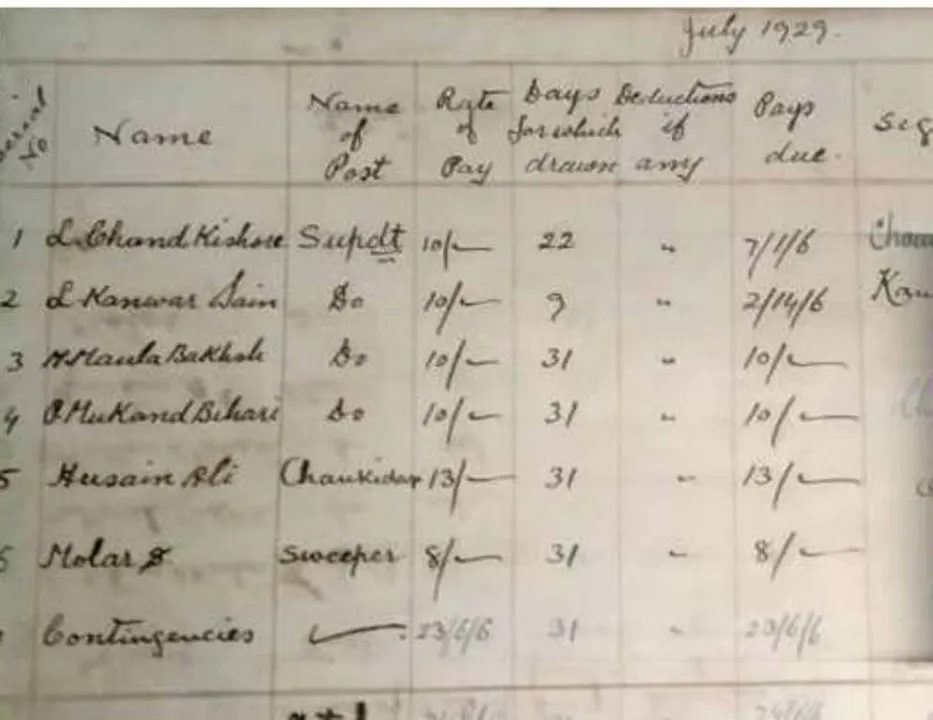 July 1929.
Serial No Name Name of Post Rate of Pay Days for which drawn Deductions if any Pays due. Sig
1 L. Chand Kishore Supdt 10/- 22 " 7/1/6
2 L Kanwar Sain Do 10/- 9 " 2/14/6 Kan
3 M Maula Bakhsh Do 10/- 31 " 10/-
4 P Mukand Bihari Do 10/- 31 " 10/-
5 Husain Ali Chaukidar 13/- 31 " 13/-
6 Molar Sweeper 8/- 31 " 8/-
Contingencies 23/6/6 31 " 23/6/6